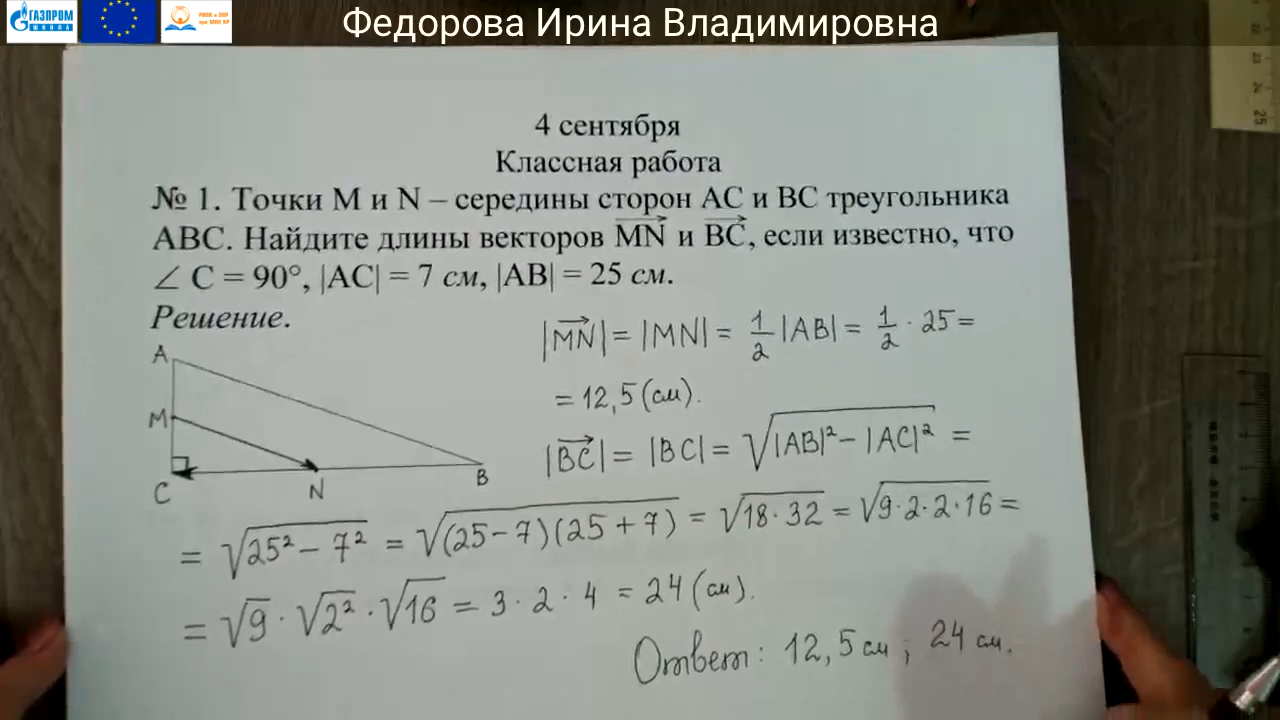 ГАЗПРОМ
ШКОЛА
Федорова Ирина Владимировна
4 сентября
Классная работа
№ 1. Точки M и N – середины сторон AC и BC треугольника
ABC. Найдите длины векторов MN и BC, если известно, что
∠ C = 90°, |AC| = 7 см, |AB| = 25 см.
Решение.
A
M
C
N
B
|MN| = |MN| = 1/2 |AB| = 1/2 · 25 =
= 12,5 (см).
|BC| = |BC| = √(|AB|² − |AC|²) =
= √(25² − 7²) = √((25−7)(25+7)) = √(18·32) = √(9·2·2·16) =
= √9 · √2² · √16 = 3 · 2 · 4 = 24 (см).
Ответ: 12,5 см ; 24 см.